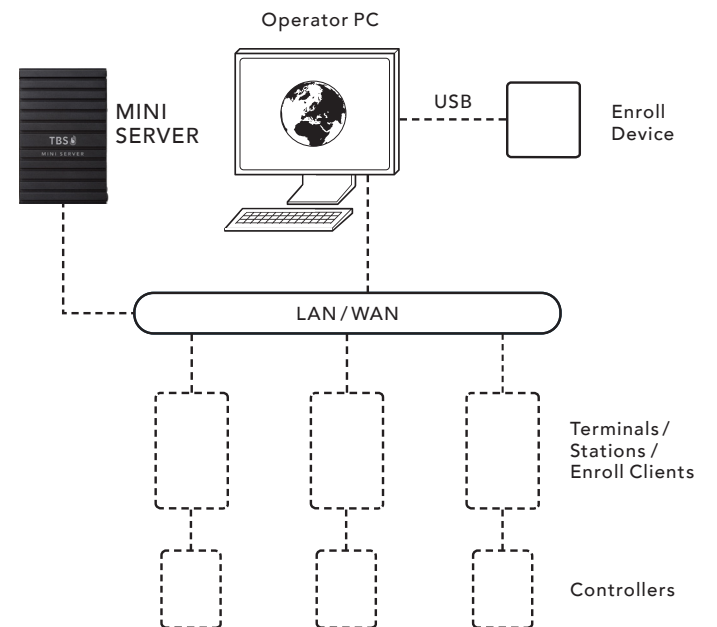 Operator PC
MINI
SERVER
TBS
MINI SERVER
USB
Enroll
Device
LAN/WAN
Terminals/
Stations/
Enroll Clients
Controllers